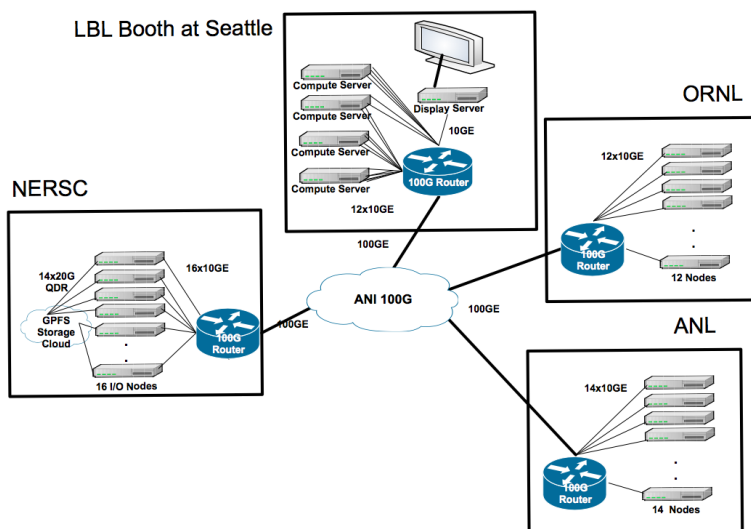 LBL Booth at Seattle
Compute Server
Compute Server
Compute Server
Compute Server
Display Server
10GE
100G Router
12x10GE
100GE
ORNL
12x10GE
100G
Router
.
.
12 Nodes
NERSC
14x20G
QDR
16x10GE
GPFS
Storage
Cloud
.
.
16 I/O Nodes
100G
Router
100GE
ANI 100G
100GE
ANL
14x10GE
100G
Router
.
.
14 Nodes